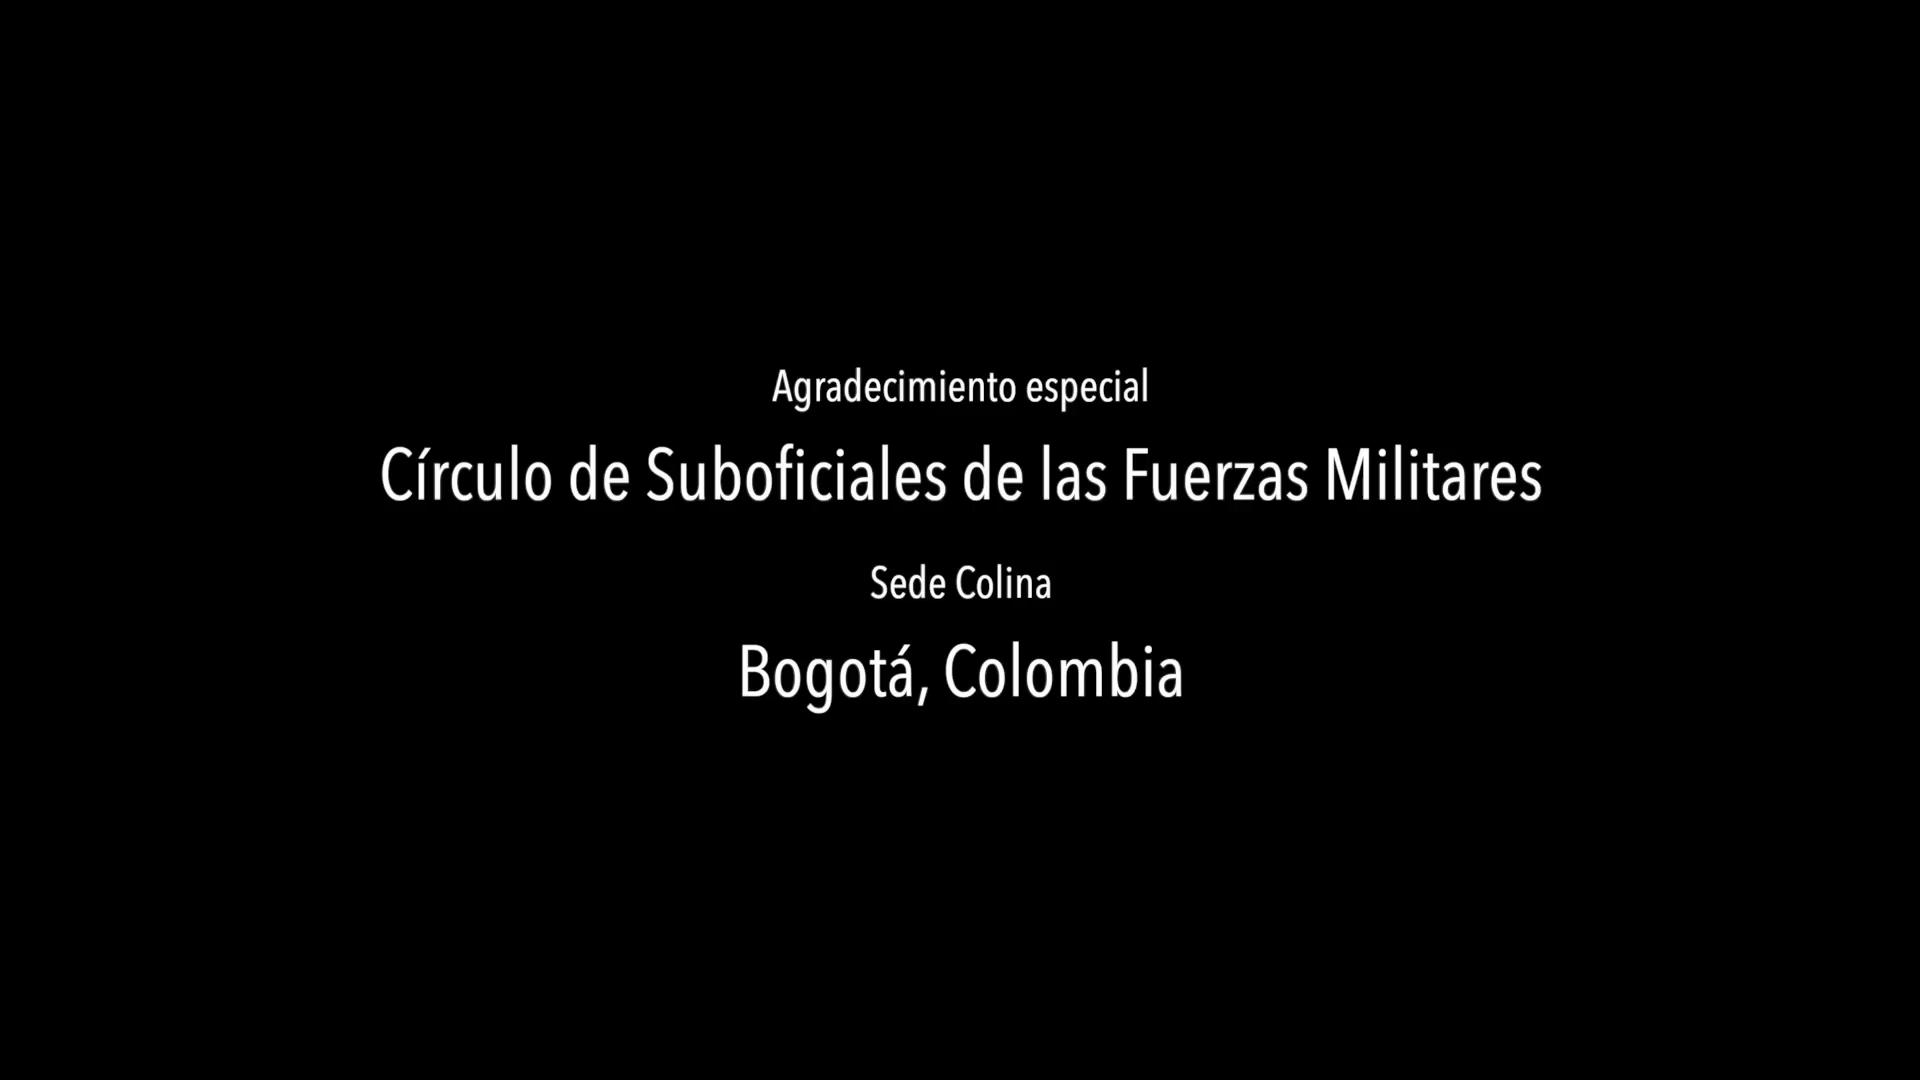 Agradecimiento especial
Círculo de Suboficiales de las Fuerzas Militares
Sede Colina
Bogotá, Colombia